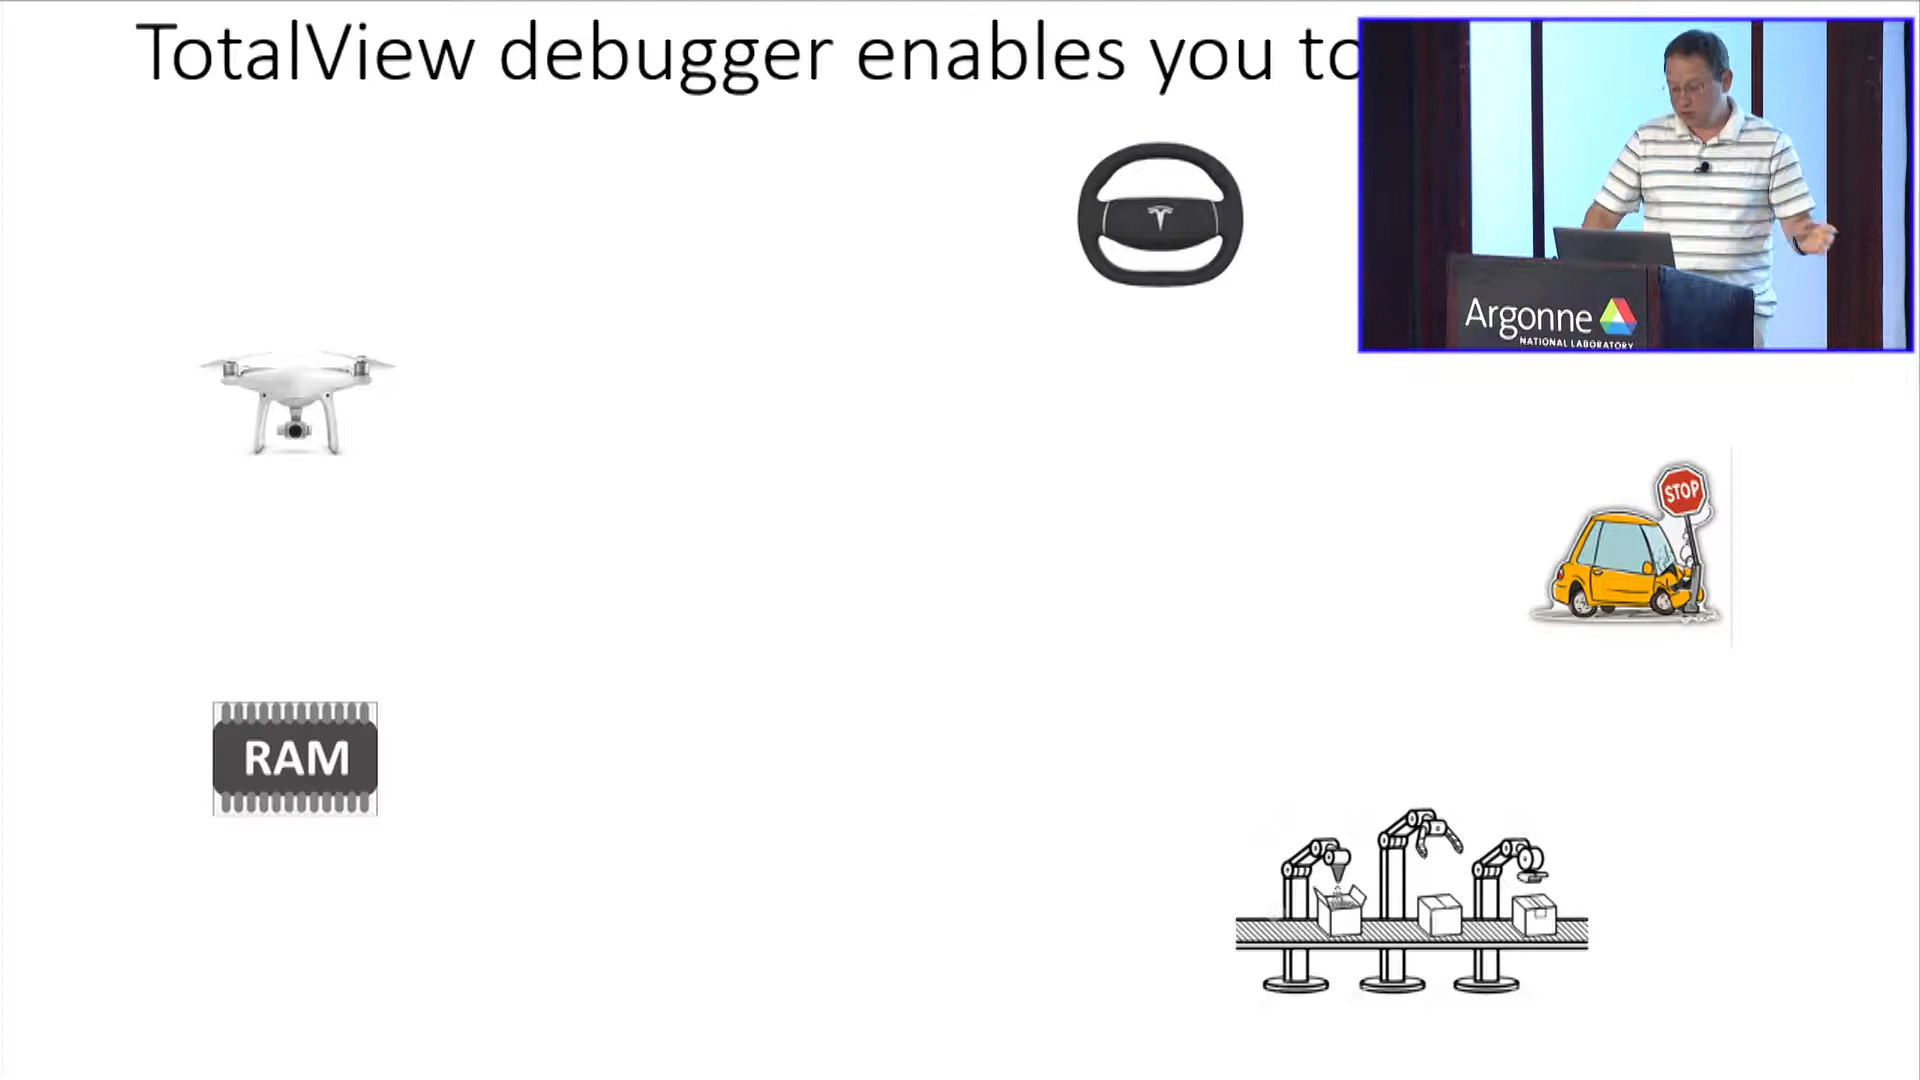 TotalView debugger enables you to
Argonne
NATIONAL LABORATORY
STOP
RAM